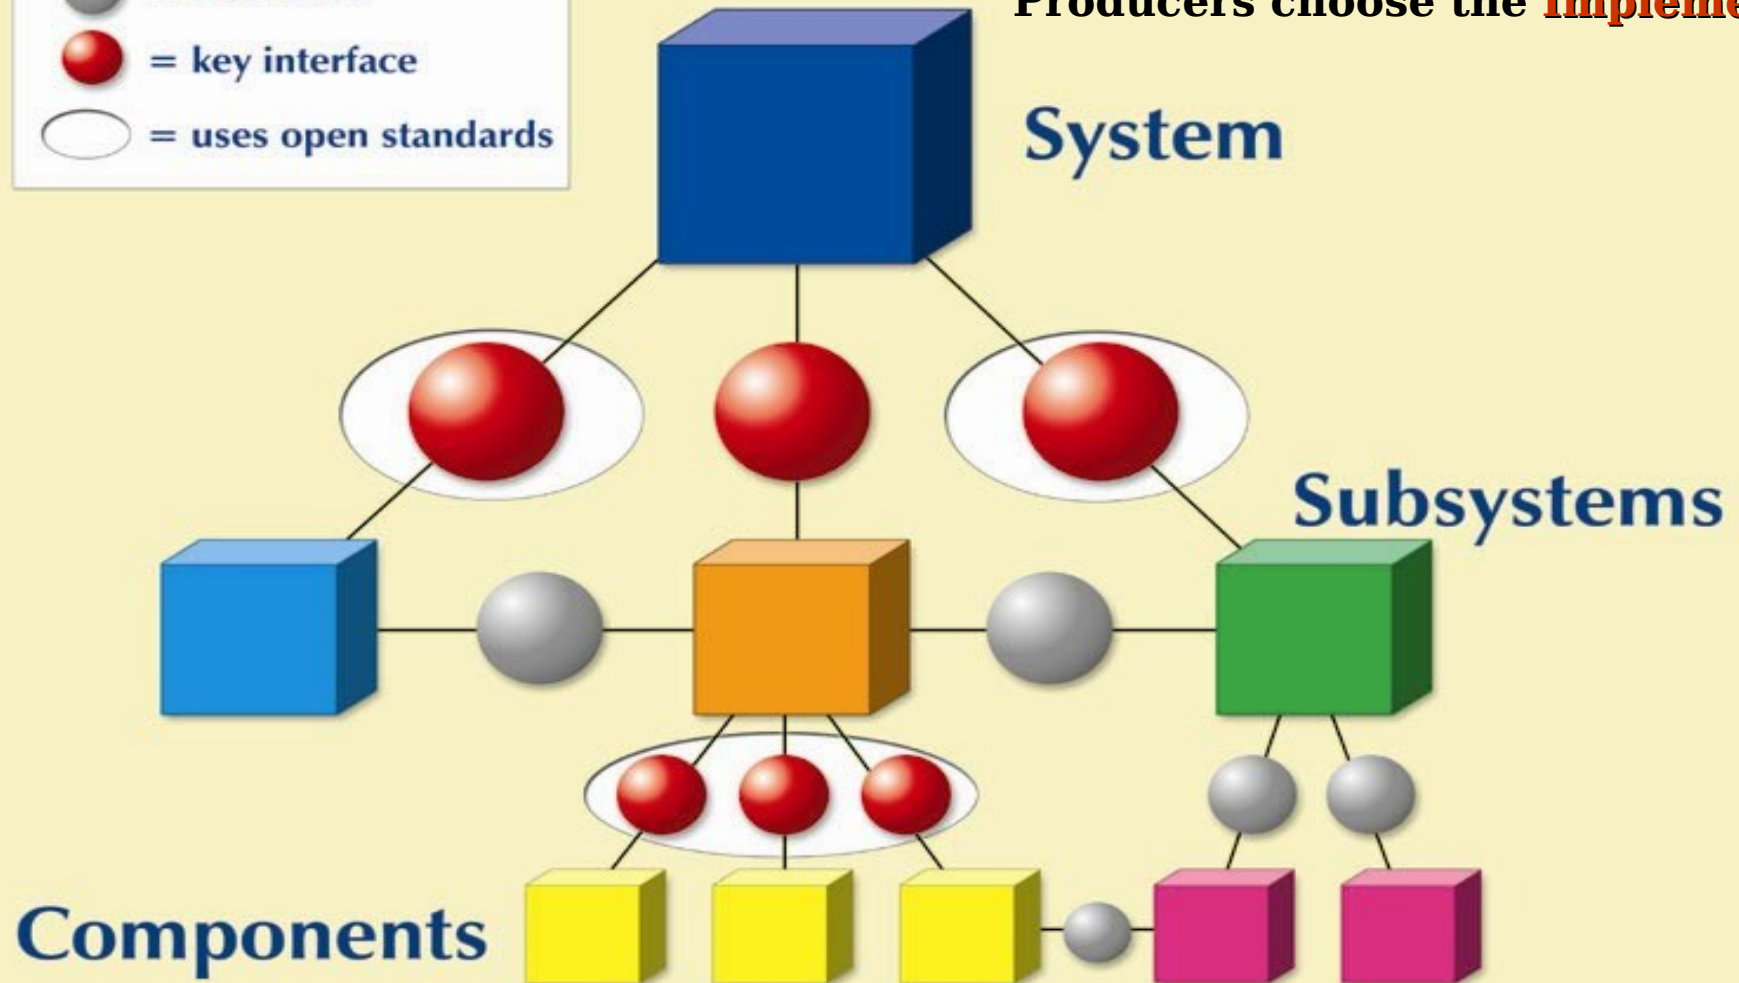 Producers choose the
= key interface
= uses open standards
System
Subsystems
Components